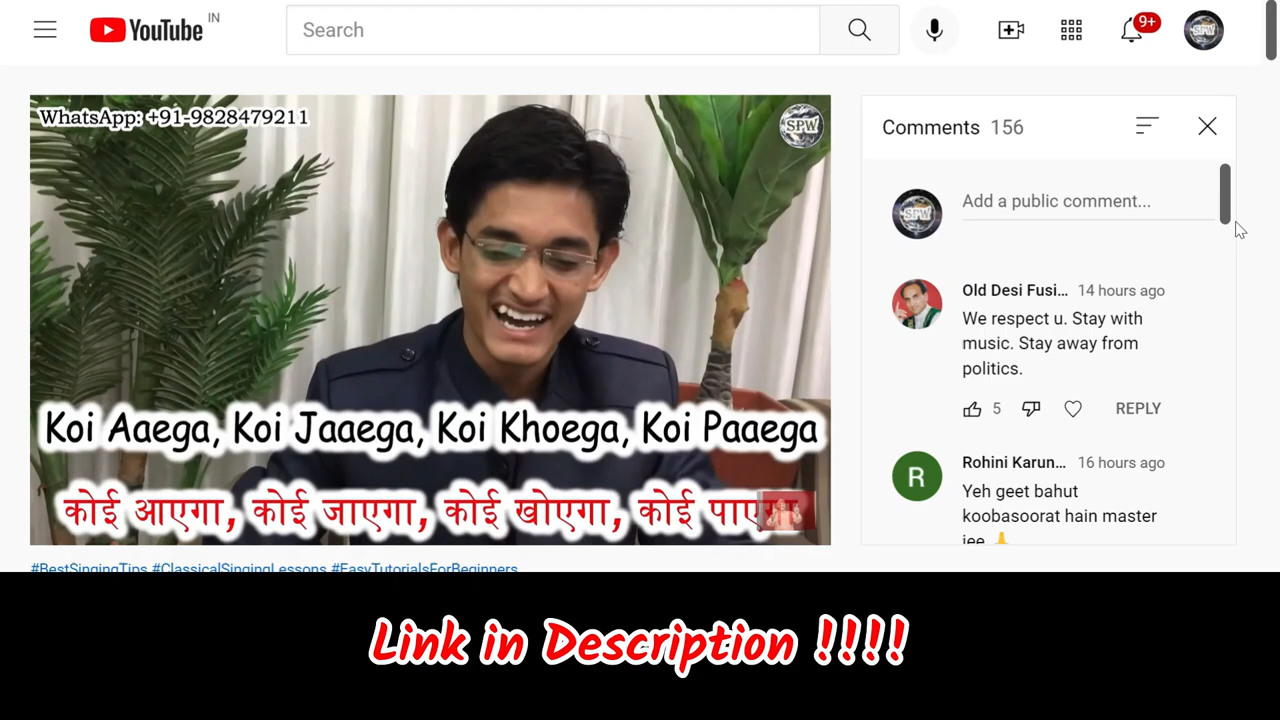 YouTube IN
Search
9+
WhatsApp: +91-9828479211
SPW
Koi Aaega, Koi Jaaega, Koi Khoega, Koi Paaega
कोई आएगा, कोई जाएगा, कोई खोएगा, कोई पाएगा
#BestSingingTips #ClassicalSingingLessons #EasyTutorialsForBeginners
Comments 156
Add a public comment...
Old Desi Fusi... 14 hours ago
We respect u. Stay with
music. Stay away from
politics.
5 REPLY
R
Rohini Karun... 16 hours ago
Yeh geet bahut
koobasoorat hain master
jee
Link in Description !!!!